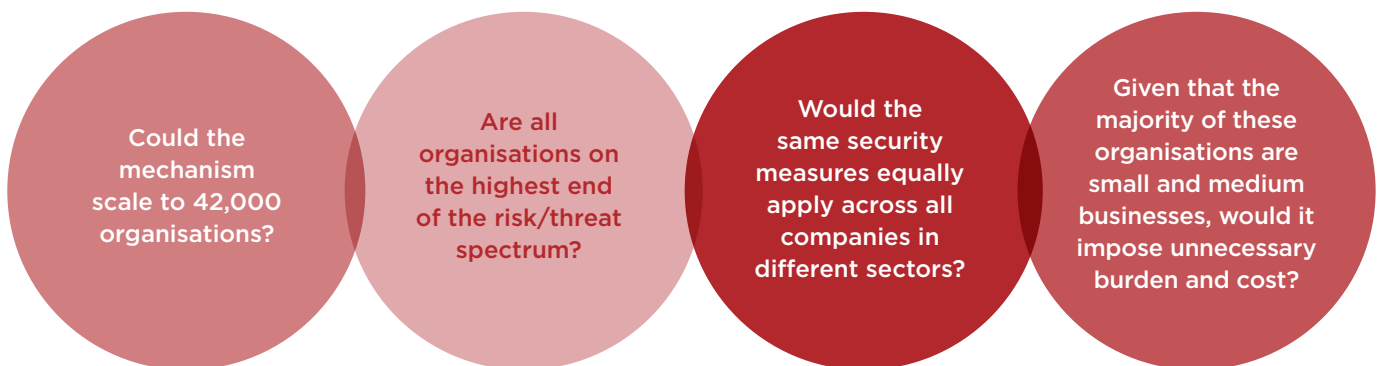 Could the
mechanism
scale to 42,000
organisations?
Are all
organisations on
the highest end
of the risk/threat
spectrum?
Would the
same security
measures equally
apply across all
companies in
different sectors?
Given that the
majority of these
organisations are
small and medium
businesses, would it
impose unnecessary
burden and cost?